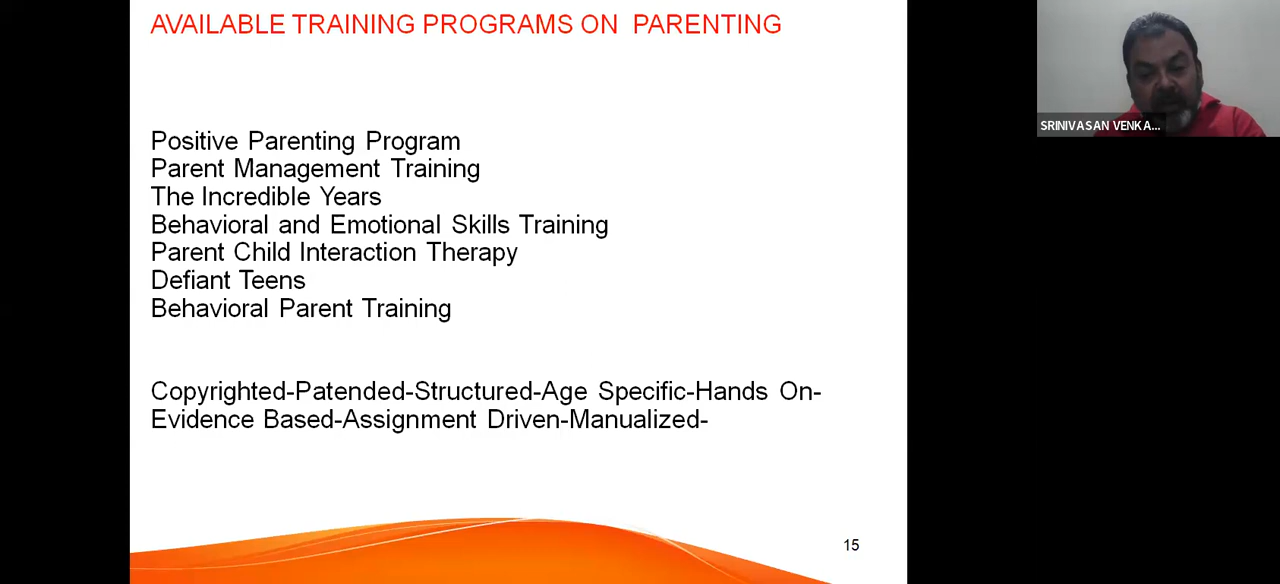 AVAILABLE TRAINING PROGRAMS ON PARENTING
SRINIVASAN VENKA...
Positive Parenting Program
Parent Management Training
The Incredible Years
Behavioral and Emotional Skills Training
Parent Child Interaction Therapy
Defiant Teens
Behavioral Parent Training
Copyrighted-Patended-Structured-Age Specific-Hands On-
Evidence Based-Assignment Driven-Manualized-
15